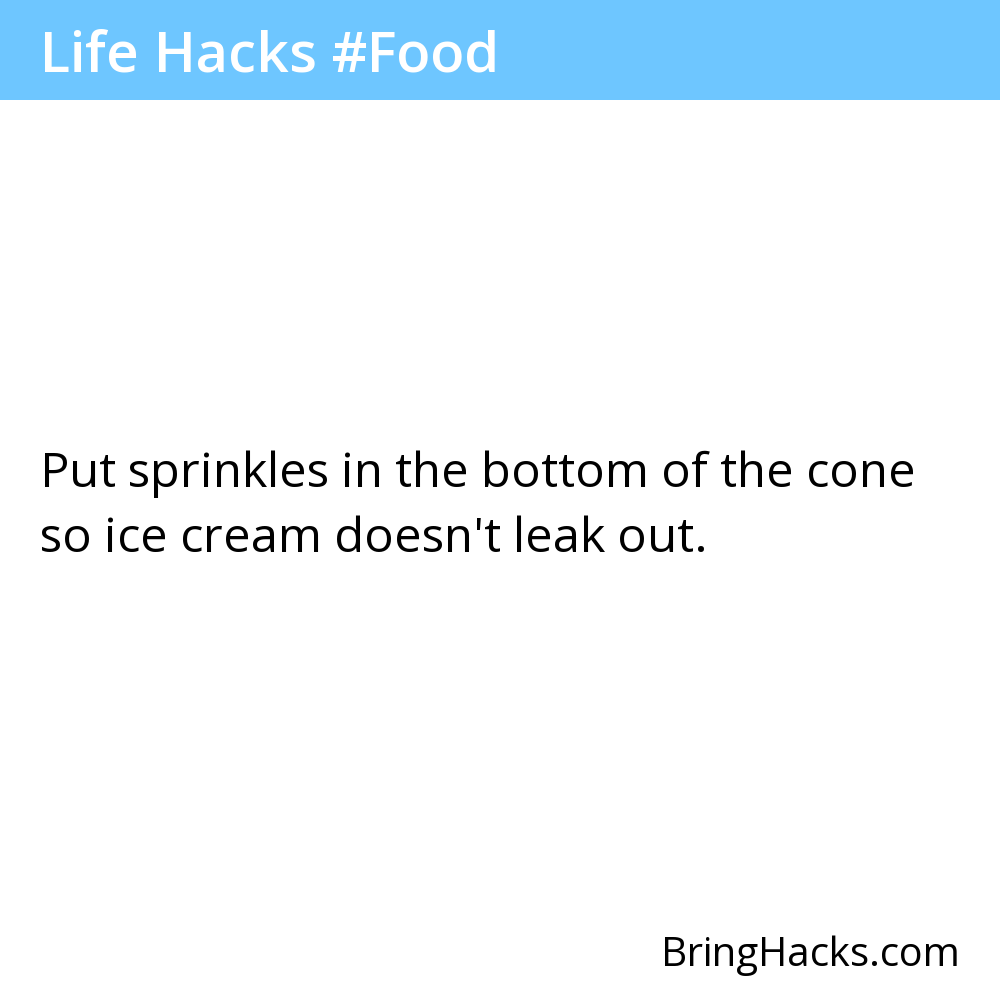 Life Hacks #Food
Put sprinkles in the bottom of the cone
so ice cream doesn't leak out.
BringHacks.com